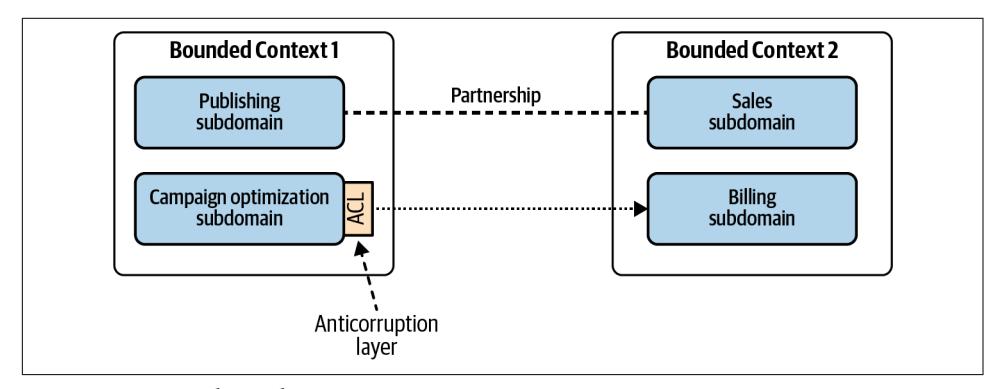 Bounded Context 1
Bounded Context 2
Publishing
subdomain
Partnership
Sales
subdomain
Campaign optimization
subdomain
ACL
Billing
subdomain
Anticorruption
layer